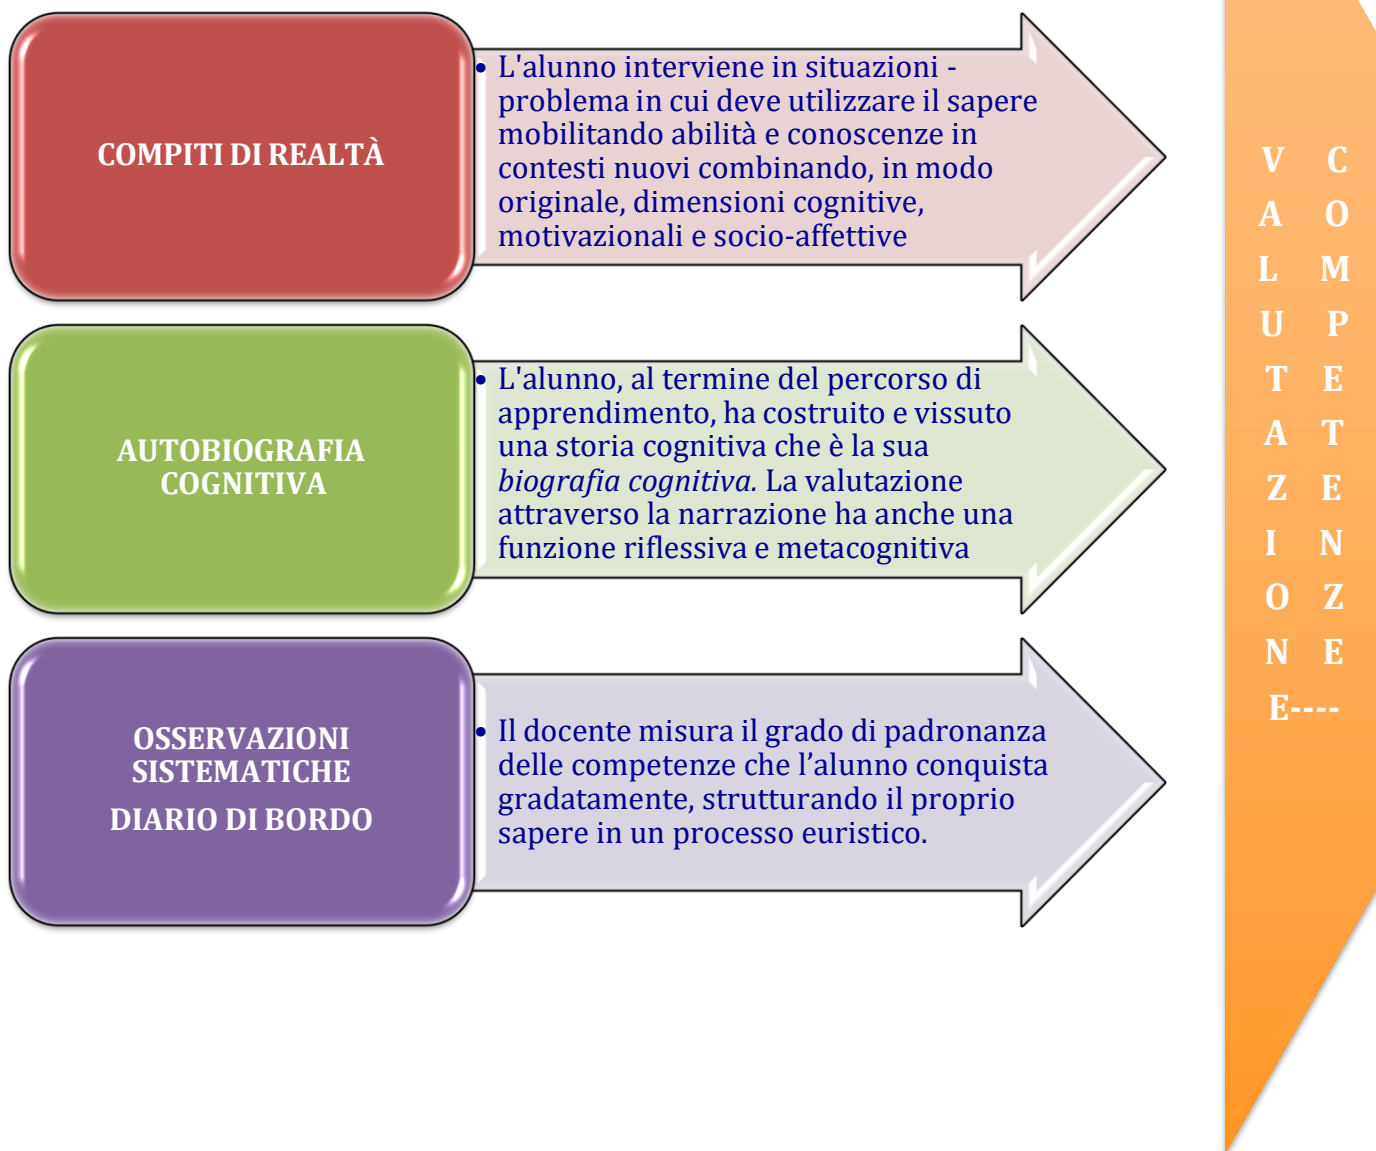 COMPITI DI REALTÀ
• L'alunno interviene in situazioni -
problema in cui deve utilizzare il sapere
mobilitando abilità e conoscenze in
contesti nuovi combinando, in modo
originale, dimensioni cognitive,
motivazionali e socio-affettive
AUTOBIOGRAFIA
COGNITIVA
• L'alunno, al termine del percorso di
apprendimento, ha costruito e vissuto
una storia cognitiva che è la sua
biografia cognitiva. La valutazione
attraverso la narrazione ha anche una
funzione riflessiva e metacognitiva
OSSERVAZIONI
SISTEMATICHE
DIARIO DI BORDO
• Il docente misura il grado di padronanza
delle competenze che l’alunno conquista
gradatamente, strutturando il proprio
sapere in un processo euristico.
V C
A O
L M
U P
T E
A T
Z E
I N
O Z
N E
E----